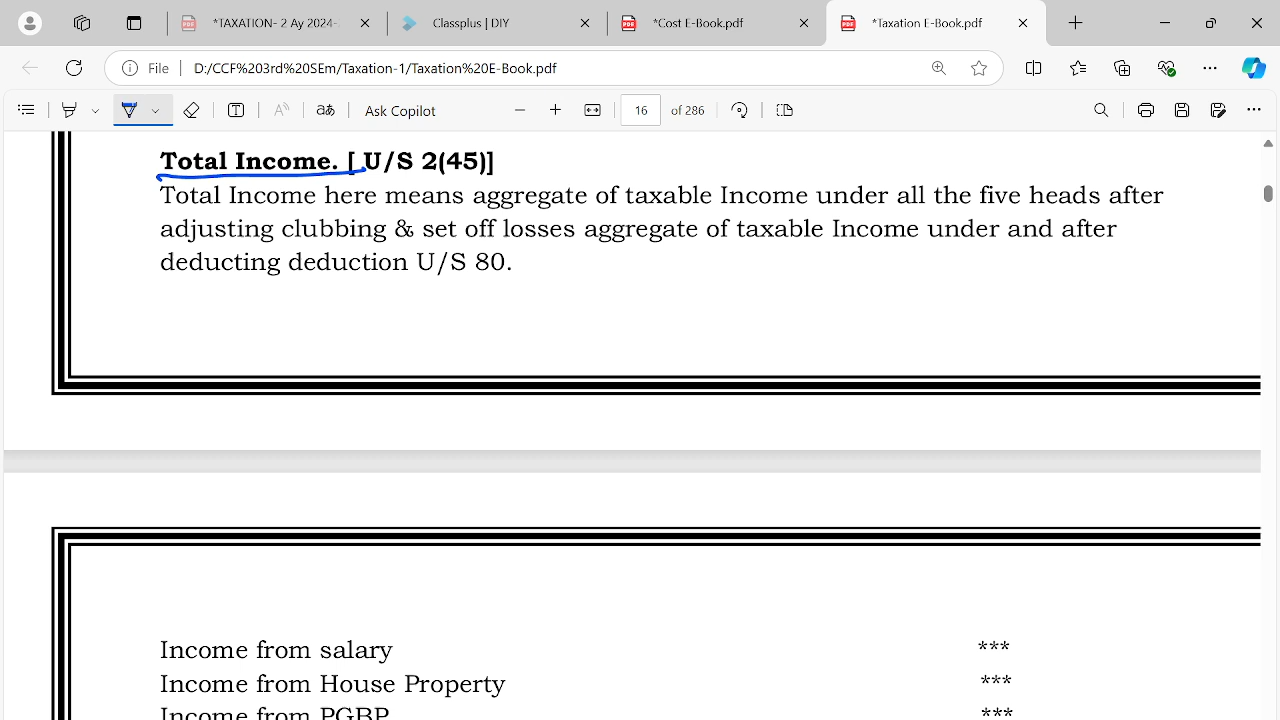 *TAXATION- 2 Ay 2024-
Classplus | DIY
*Cost E-Book.pdf
*Taxation E-Book.pdf
File | D:/CCF%203rd%20SEm/Taxation-1/Taxation%20E-Book.pdf
Ask Copilot
16 of 286
Total Income. [ U/S 2(45)]
Total Income here means aggregate of taxable Income under all the five heads after
adjusting clubbing & set off losses aggregate of taxable Income under and after
deducting deduction U/S 80.
Income from salary ***
Income from House Property ***
Income from PGBP ***